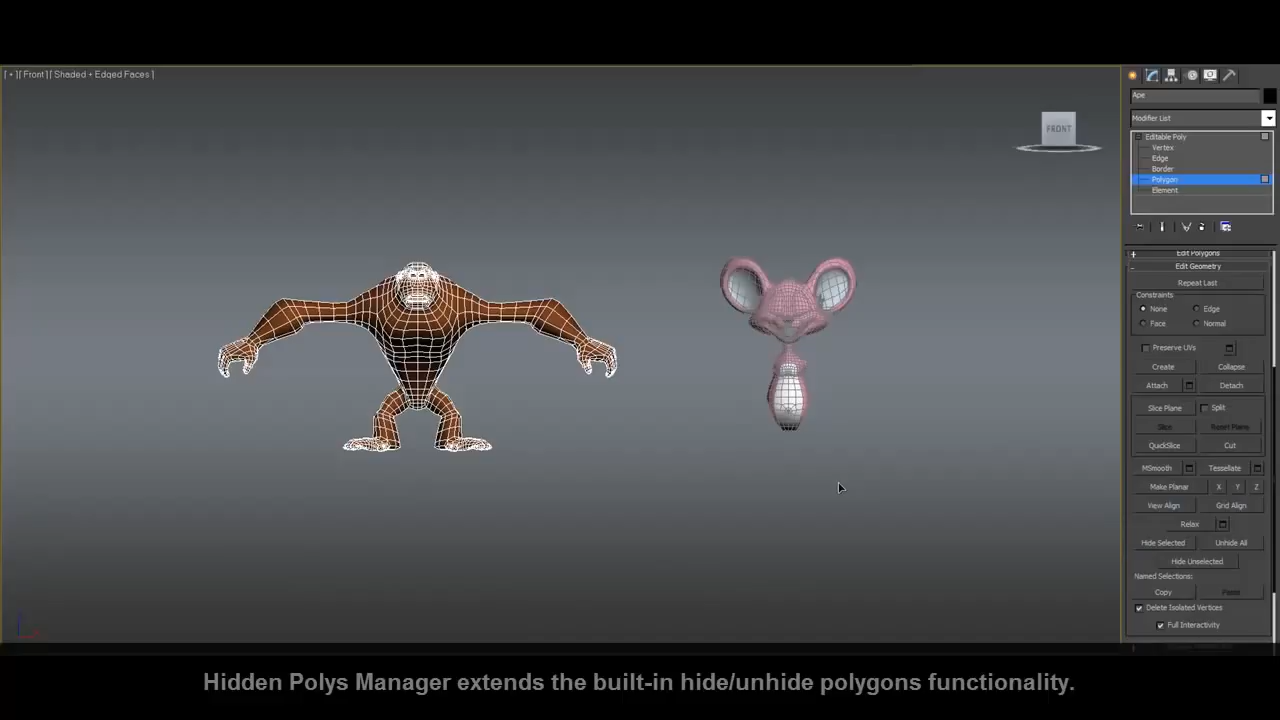 [ + ] [ Front ] [ Shaded + Edged Faces ]
FRONT
Ape
Modifier List
Editable Poly
Vertex
Edge
Border
Polygon
Element
Edit Polygons
Edit Geometry
Repeat Last
Constraints
None Edge
Face Normal
Preserve UVs
Create Collapse
Attach Detach
Slice Plane Split
Slice Reset Plane
QuickSlice Cut
MSmooth Tessellate
Make Planar X Y Z
View Align Grid Align
Relax
Hide Selected Unhide All
Hide Unselected
Named Selections:
Copy Paste
Delete Isolated Vertices
Full Interactivity
Hidden Polys Manager extends the built-in hide/unhide polygons functionality.